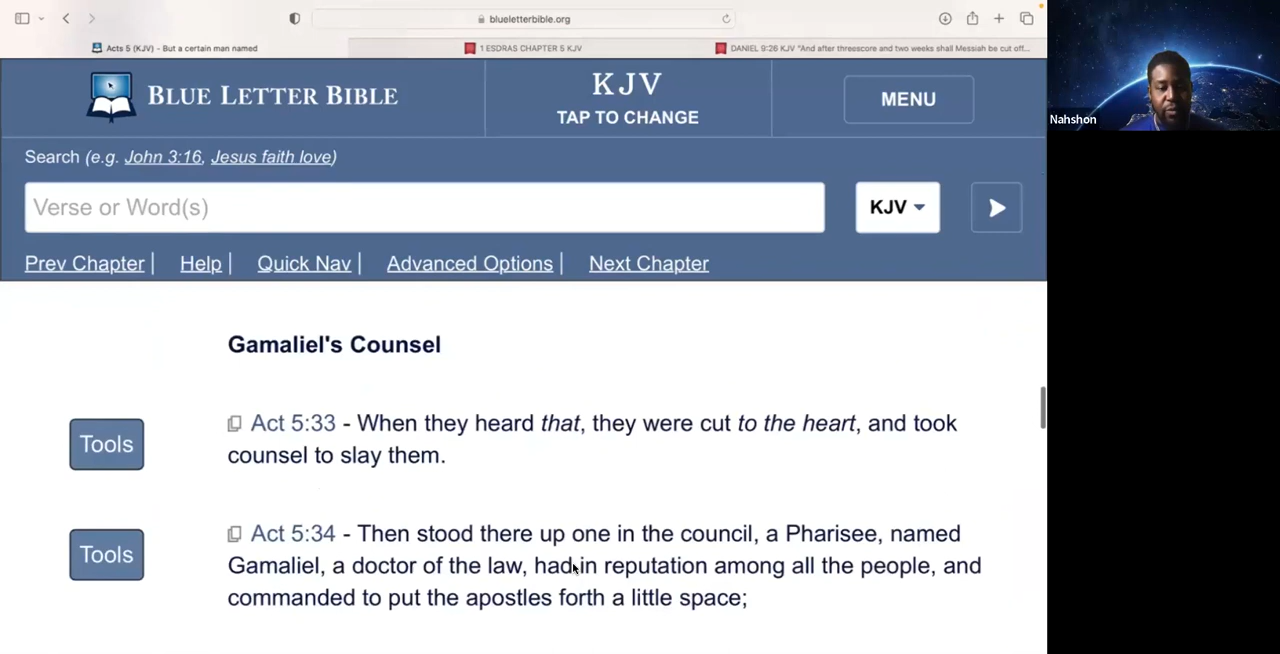 blueletterbible.org
Acts 5 (KJV) - But a certain man named
1 ESDRAS CHAPTER 5 KJV
DANIEL 9:26 KJV "And after threescore and two weeks shall Messiah be cut off...
BLUE LETTER BIBLE
KJV
TAP TO CHANGE
MENU
Nahshon
Search (e.g. John 3:16, Jesus faith love)
Verse or Word(s)
KJV
Prev Chapter | Help | Quick Nav | Advanced Options | Next Chapter
Gamaliel's Counsel
Tools
Act 5:33 - When they heard that, they were cut to the heart, and took
counsel to slay them.
Tools
Act 5:34 - Then stood there up one in the council, a Pharisee, named
Gamaliel, a doctor of the law, had in reputation among all the people, and
commanded to put the apostles forth a little space;